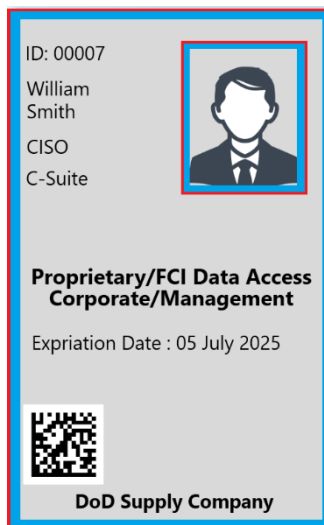 ID: 00007
William
Smith
CISO
C-Suite
Proprietary/FCI Data Access
Corporate/Management
Expriation Date : 05 July 2025
DoD Supply Company